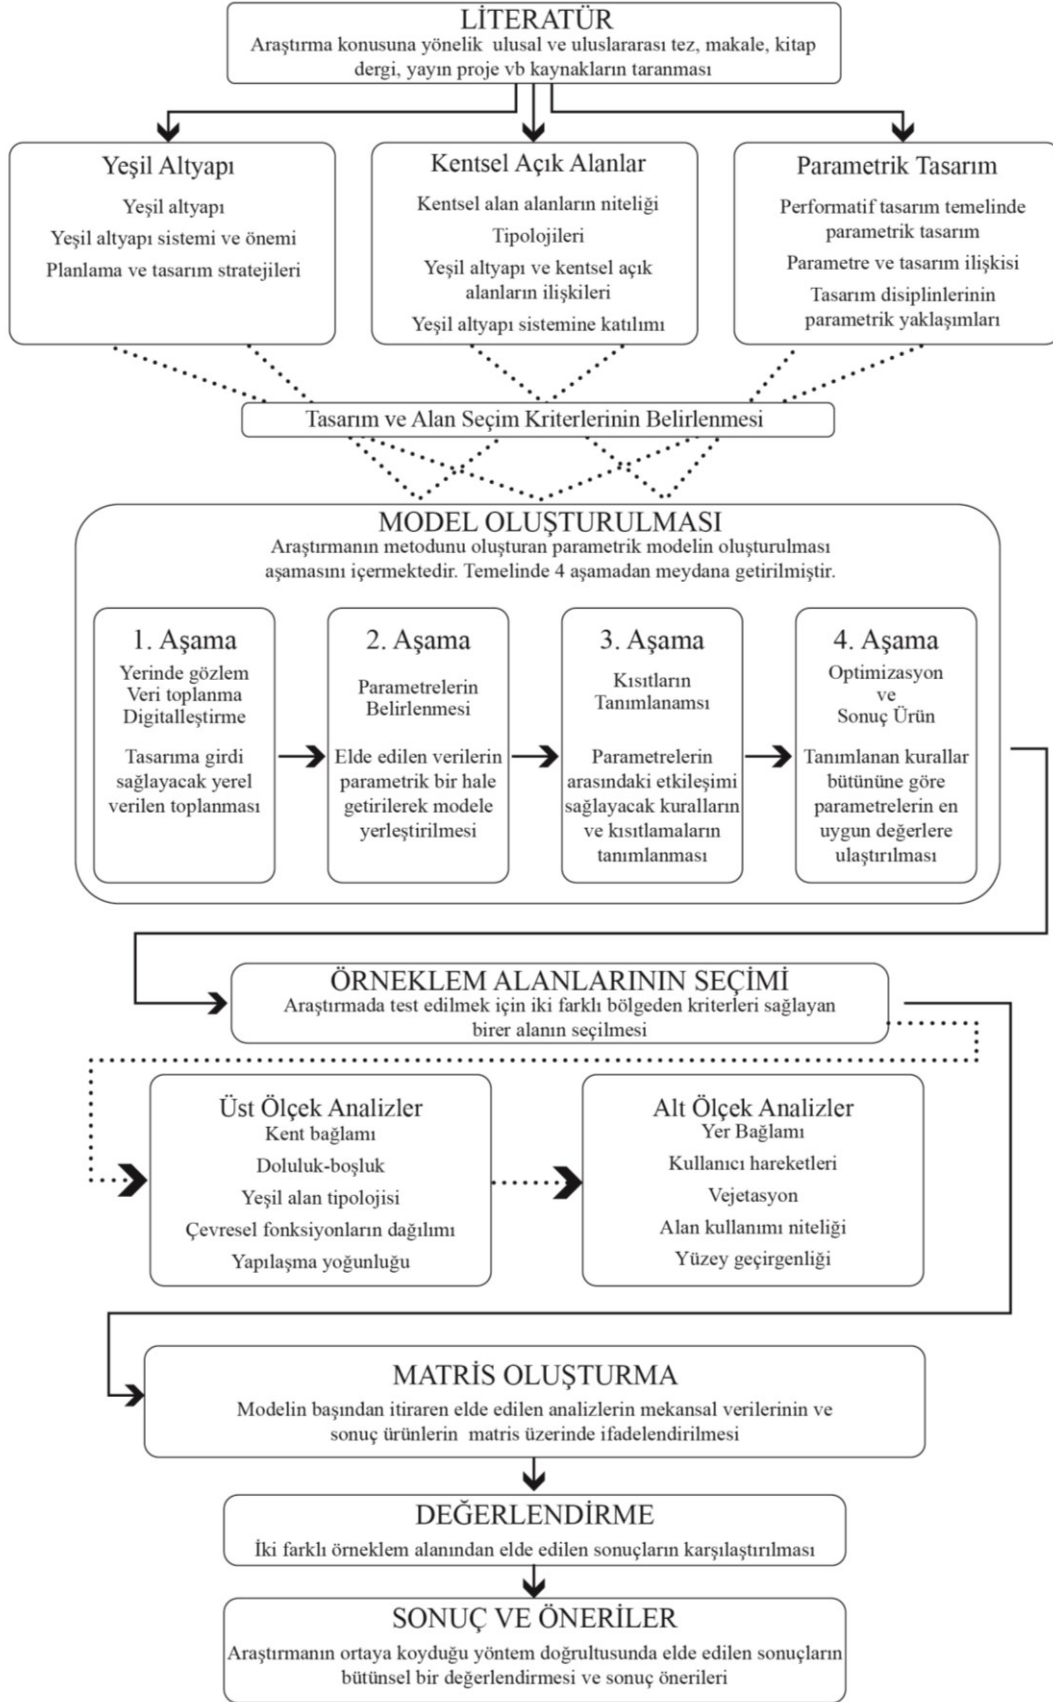 LİTERATÜR
Araştırma konusuna yönelik ulusal ve uluslararası tez, makale, kitap
dergi, yayın proje vb kaynakların taranması
Yeşil Altyapı
Yeşil altyapı
Yeşil altyapı sistemi ve önemi
Planlama ve tasarım stratejileri
Kentsel Açık Alanlar
Kentsel alan alanların niteliği
Tipolojileri
Yeşil altyapı ve kentsel açık
alanların ilişkileri
Yeşil altyapı sistemine katılımı
Parametrik Tasarım
Performatif tasarım temelinde
parametrik tasarım
Parametre ve tasarım ilişkisi
Tasarım disiplinlerinin
parametrik yaklaşımları
Tasarım ve Alan Seçim Kriterlerinin Belirlenmesi
MODEL OLUŞTURULMASI
Araştırmanın metodunu oluşturan parametrik modelin oluşturulması
aşamasını içermektedir. Temelinde 4 aşamadan meydana getirilmiştir.
1. Aşama
Yerinde gözlem
Veri toplanma
Digitalleştirme
Tasarıma girdi
sağlayacak yerel
verilen toplanması
2. Aşama
Parametrelerin
Belirlenmesi
Elde edilen verilerin
parametrik bir hale
getirilerek modele
yerleştirilmesi
3. Aşama
Kısıtların
Tanımlanamsı
Parametrelerin
arasındaki etkileşimi
sağlayacak kuralların
ve kısıtlamaların
tanımlanması
4. Aşama
Optimizasyon
ve
Sonuç Ürün
Tanımlanan kurallar
bütününe göre
parametrelerin en
uygun değerlere
ulaştırılması
ÖRNEKLEM ALANLARININ SEÇİMİ
Araştırmada test edilmek için iki farklı bölgeden kriterleri sağlayan
birer alanın seçilmesi
Üst Ölçek Analizler
Kent bağlamı
Doluluk-boşluk
Yeşil alan tipolojisi
Çevresel fonksiyonların dağılımı
Yapılaşma yoğunluğu
Alt Ölçek Analizler
Yer Bağlamı
Kullanıcı hareketleri
Vejetasyon
Alan kullanımı niteliği
Yüzey geçirgenliği
MATRİS OLUŞTURMA
Modelin başından itiraren elde edilen analizlerin mekansal verilerinin ve
sonuç ürünlerin matris üzerinde ifadelendirilmesi
DEĞERLENDİRME
İki farklı örneklem alanından elde edilen sonuçların karşılaştırılması
SONUÇ VE ÖNERİLER
Araştırmanın ortaya koyduğu yöntem doğrultusunda elde edilen sonuçların
bütünsel bir değerlendirmesi ve sonuç önerileri